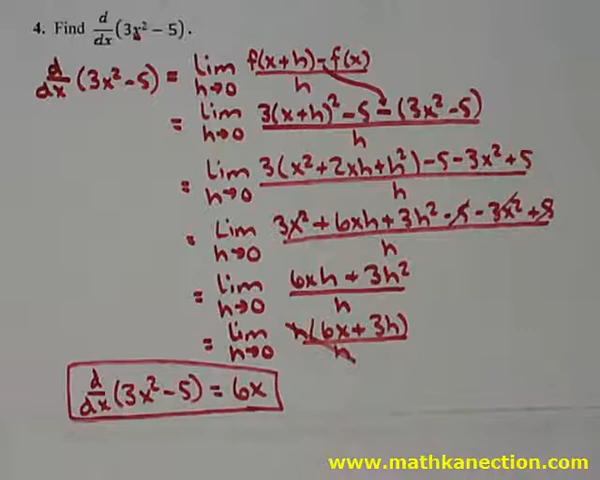 4. Find d/dx (3x² − 5).
d/dx (3x² − 5) = lim h→0 f(x+h) − f(x) / h
= lim h→0 3(x+h)² − 5 − (3x² − 5) / h
= lim h→0 3(x² + 2xh + h²) − 5 − 3x² + 5 / h
= lim h→0 3x² + 6xh + 3h² − 5 − 3x² + 5 / h
= lim h→0 6xh + 3h² / h
= lim h→0 h(6x + 3h) / h
d/dx (3x² − 5) = 6x
www.mathkanection.com